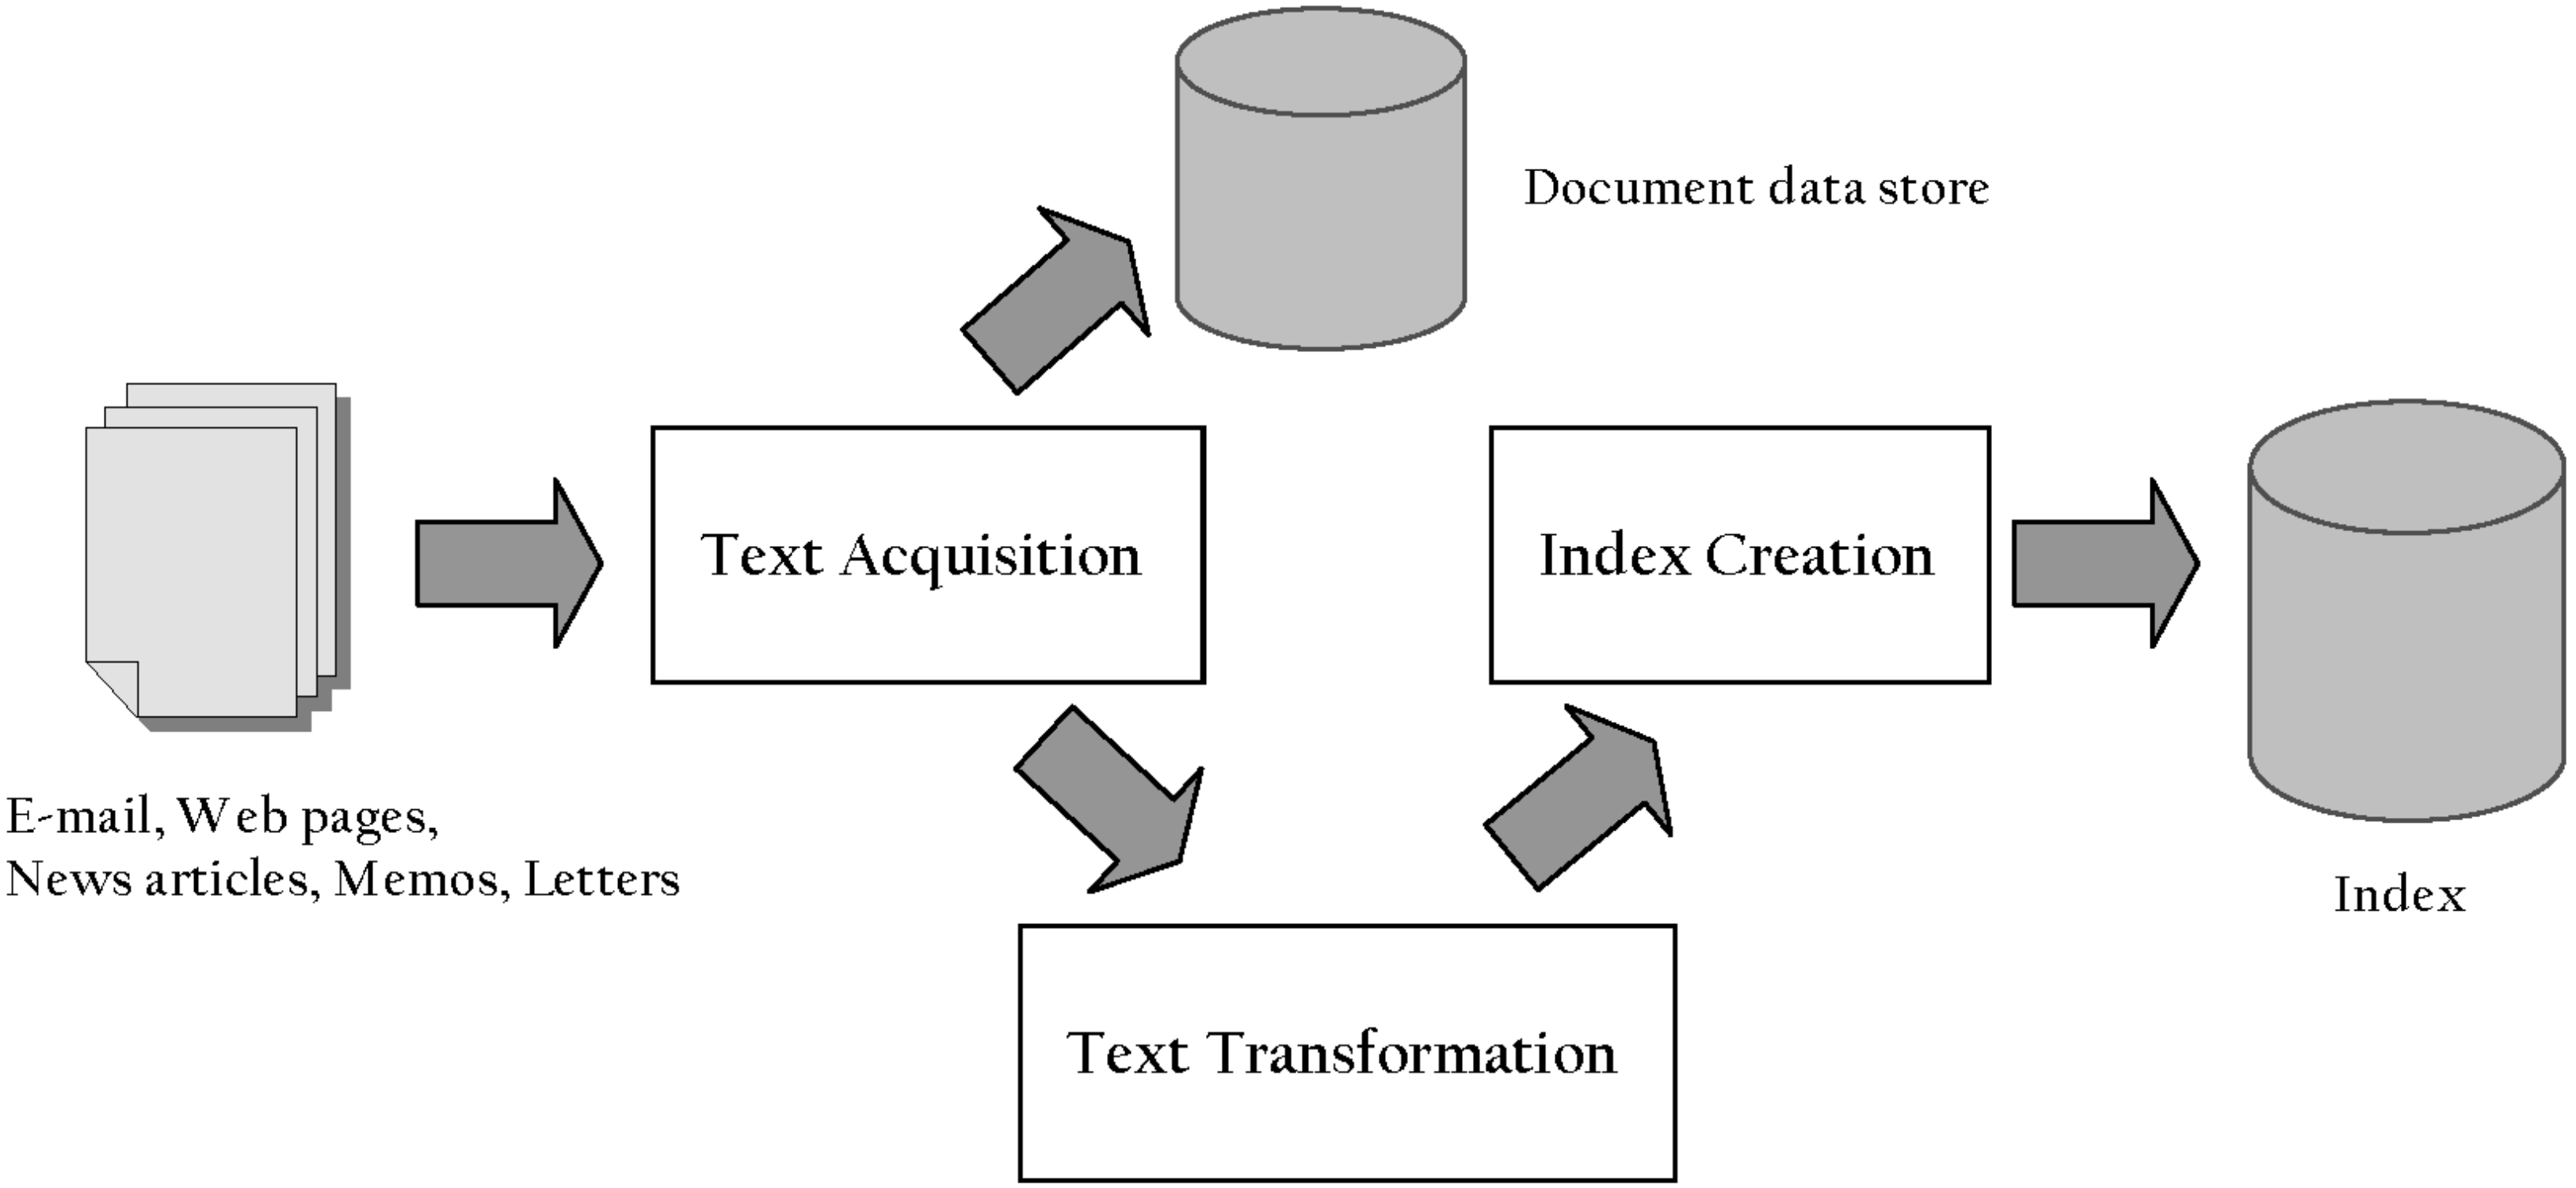 Document data store
Text Acquisition
Index Creation
E-mail, Web pages,
News articles, Memos, Letters
Index
Text Transformation